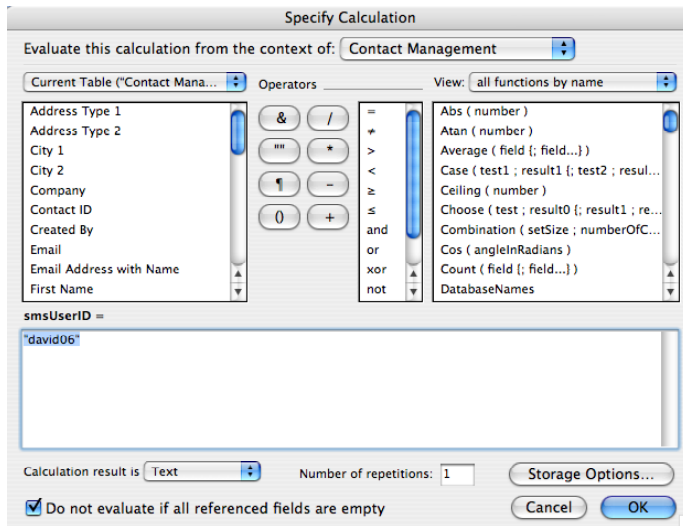 Specify Calculation
Evaluate this calculation from the context of: Contact Management
Current Table ("Contact Mana...
Operators
View: all functions by name
Address Type 1
Address Type 2
City 1
City 2
Company
Contact ID
Created By
Email
Email Address with Name
First Name
& /
"" *
¶ -
() +
=
≠
>
<
≥
≤
and
or
xor
not
Abs ( number )
Atan ( number )
Average ( field {; field...} )
Case ( test1 ; result1 {; test2 ; resul...
Ceiling ( number )
Choose ( test ; result0 {; result1 ; re...
Combination ( setSize ; numberOfC...
Cos ( angleInRadians )
Count ( field {; field...} )
DatabaseNames
smsUserID =
"david06"
Calculation result is Text
Number of repetitions: 1
Storage Options...
Do not evaluate if all referenced fields are empty
Cancel
OK